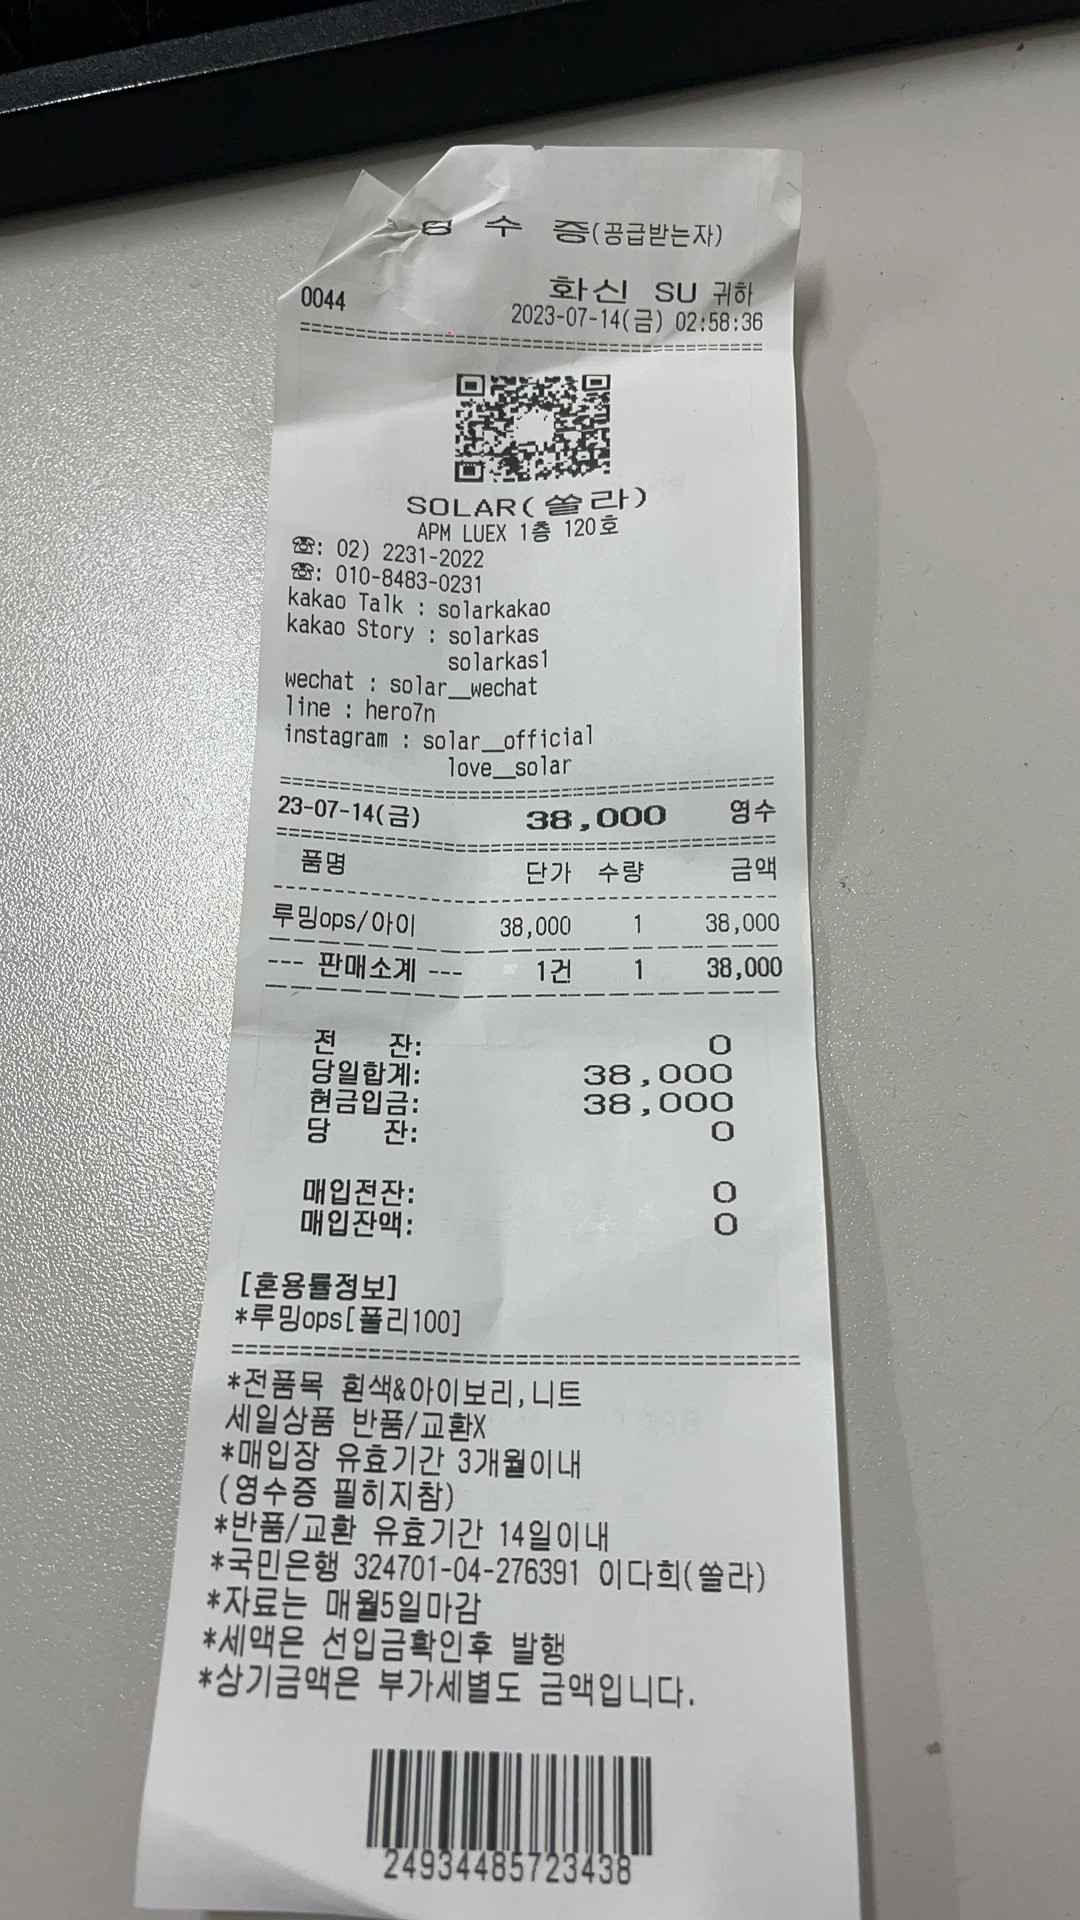 영 수 증(공급받는자)
화신 SU 귀하
0044
2023-07-14(금) 02:58:36
SOLAR(쏠라)
APM LUEX 1층 120호
☎: 02) 2231-2022
☎: 010-8483-0231
kakao Talk : solarkakao
kakao Story : solarkas
solarkas1
wechat : solar__wechat
line : hero7n
instagram : solar__official
love__solar
23-07-14(금) 38,000 영수
품명 단가 수량 금액
루밍ops/아이 38,000 1 38,000
--- 판매소계 --- 1건 1 38,000
전 잔: 0
당일합계: 38,000
현금입금: 38,000
당 잔: 0
매입전잔: 0
매입잔액: 0
[혼용률정보]
*루밍ops[폴리100]
*전품목 흰색&아이보리,니트
세일상품 반품/교환X
*매입장 유효기간 3개월이내
(영수증 필히지참)
*반품/교환 유효기간 14일이내
*국민은행 324701-04-276391 이다희(쏠라)
*자료는 매월5일마감
*세액은 선입금확인후 발행
*상기금액은 부가세별도 금액입니다.
24934485723438